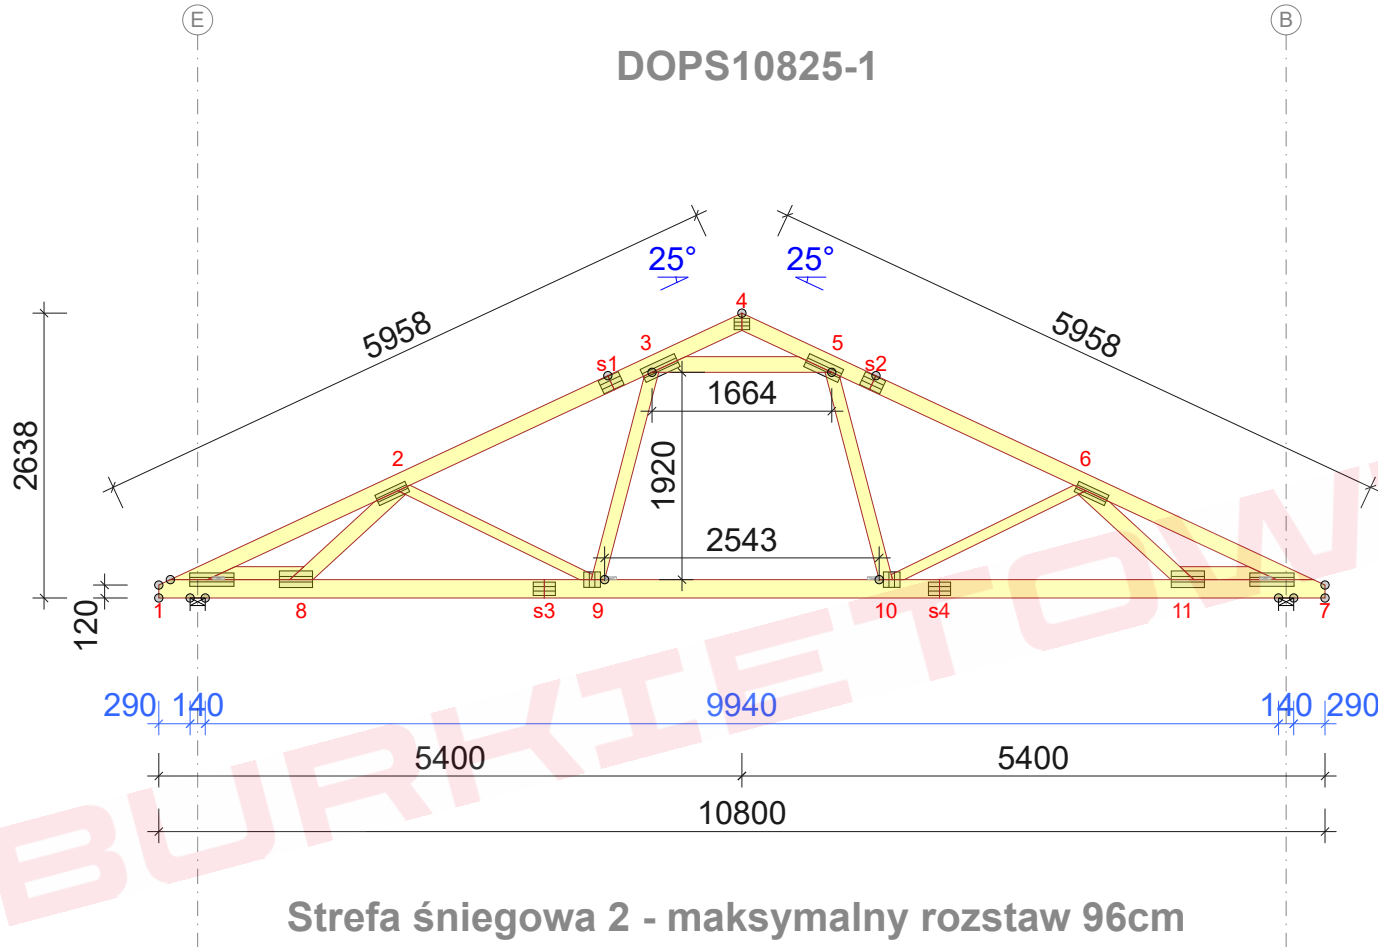 E B
DOPS10825-1
25° 25°
4
5958 3 5 5958
s1 s2
1664
2638
2 1920 6
2543
120
1 8 s3 9 10 s4 11 7
290 140 9940 140 290
5400 5400
10800
BURKIETOW
Strefa śniegowa 2 - maksymalny rozstaw 96cm